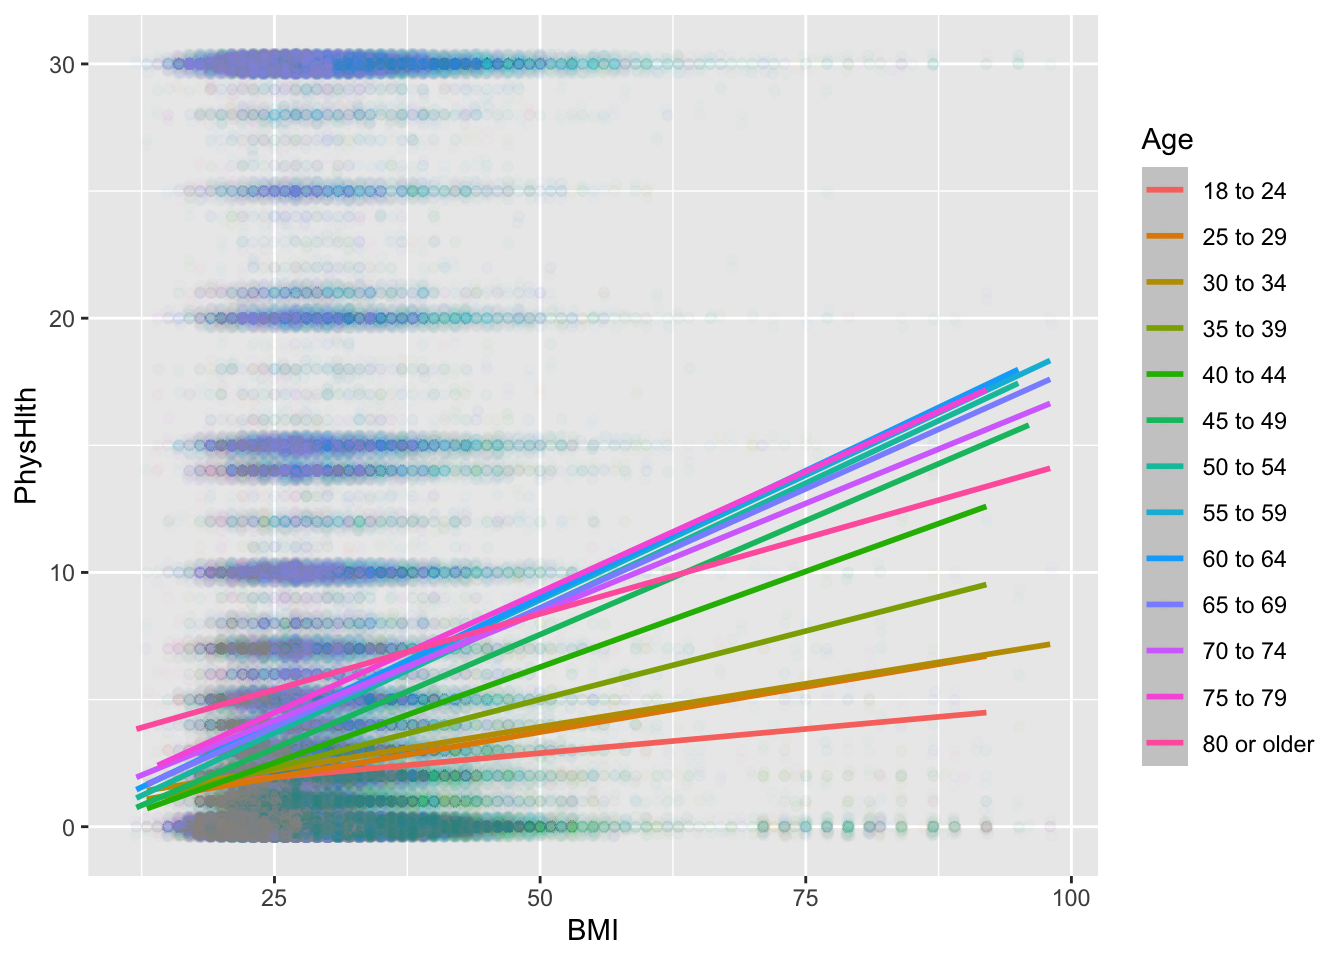 30
20
10
0
PhysHlth
25
50
75
100
BMI
Age
18 to 24
25 to 29
30 to 34
35 to 39
40 to 44
45 to 49
50 to 54
55 to 59
60 to 64
65 to 69
70 to 74
75 to 79
80 or older